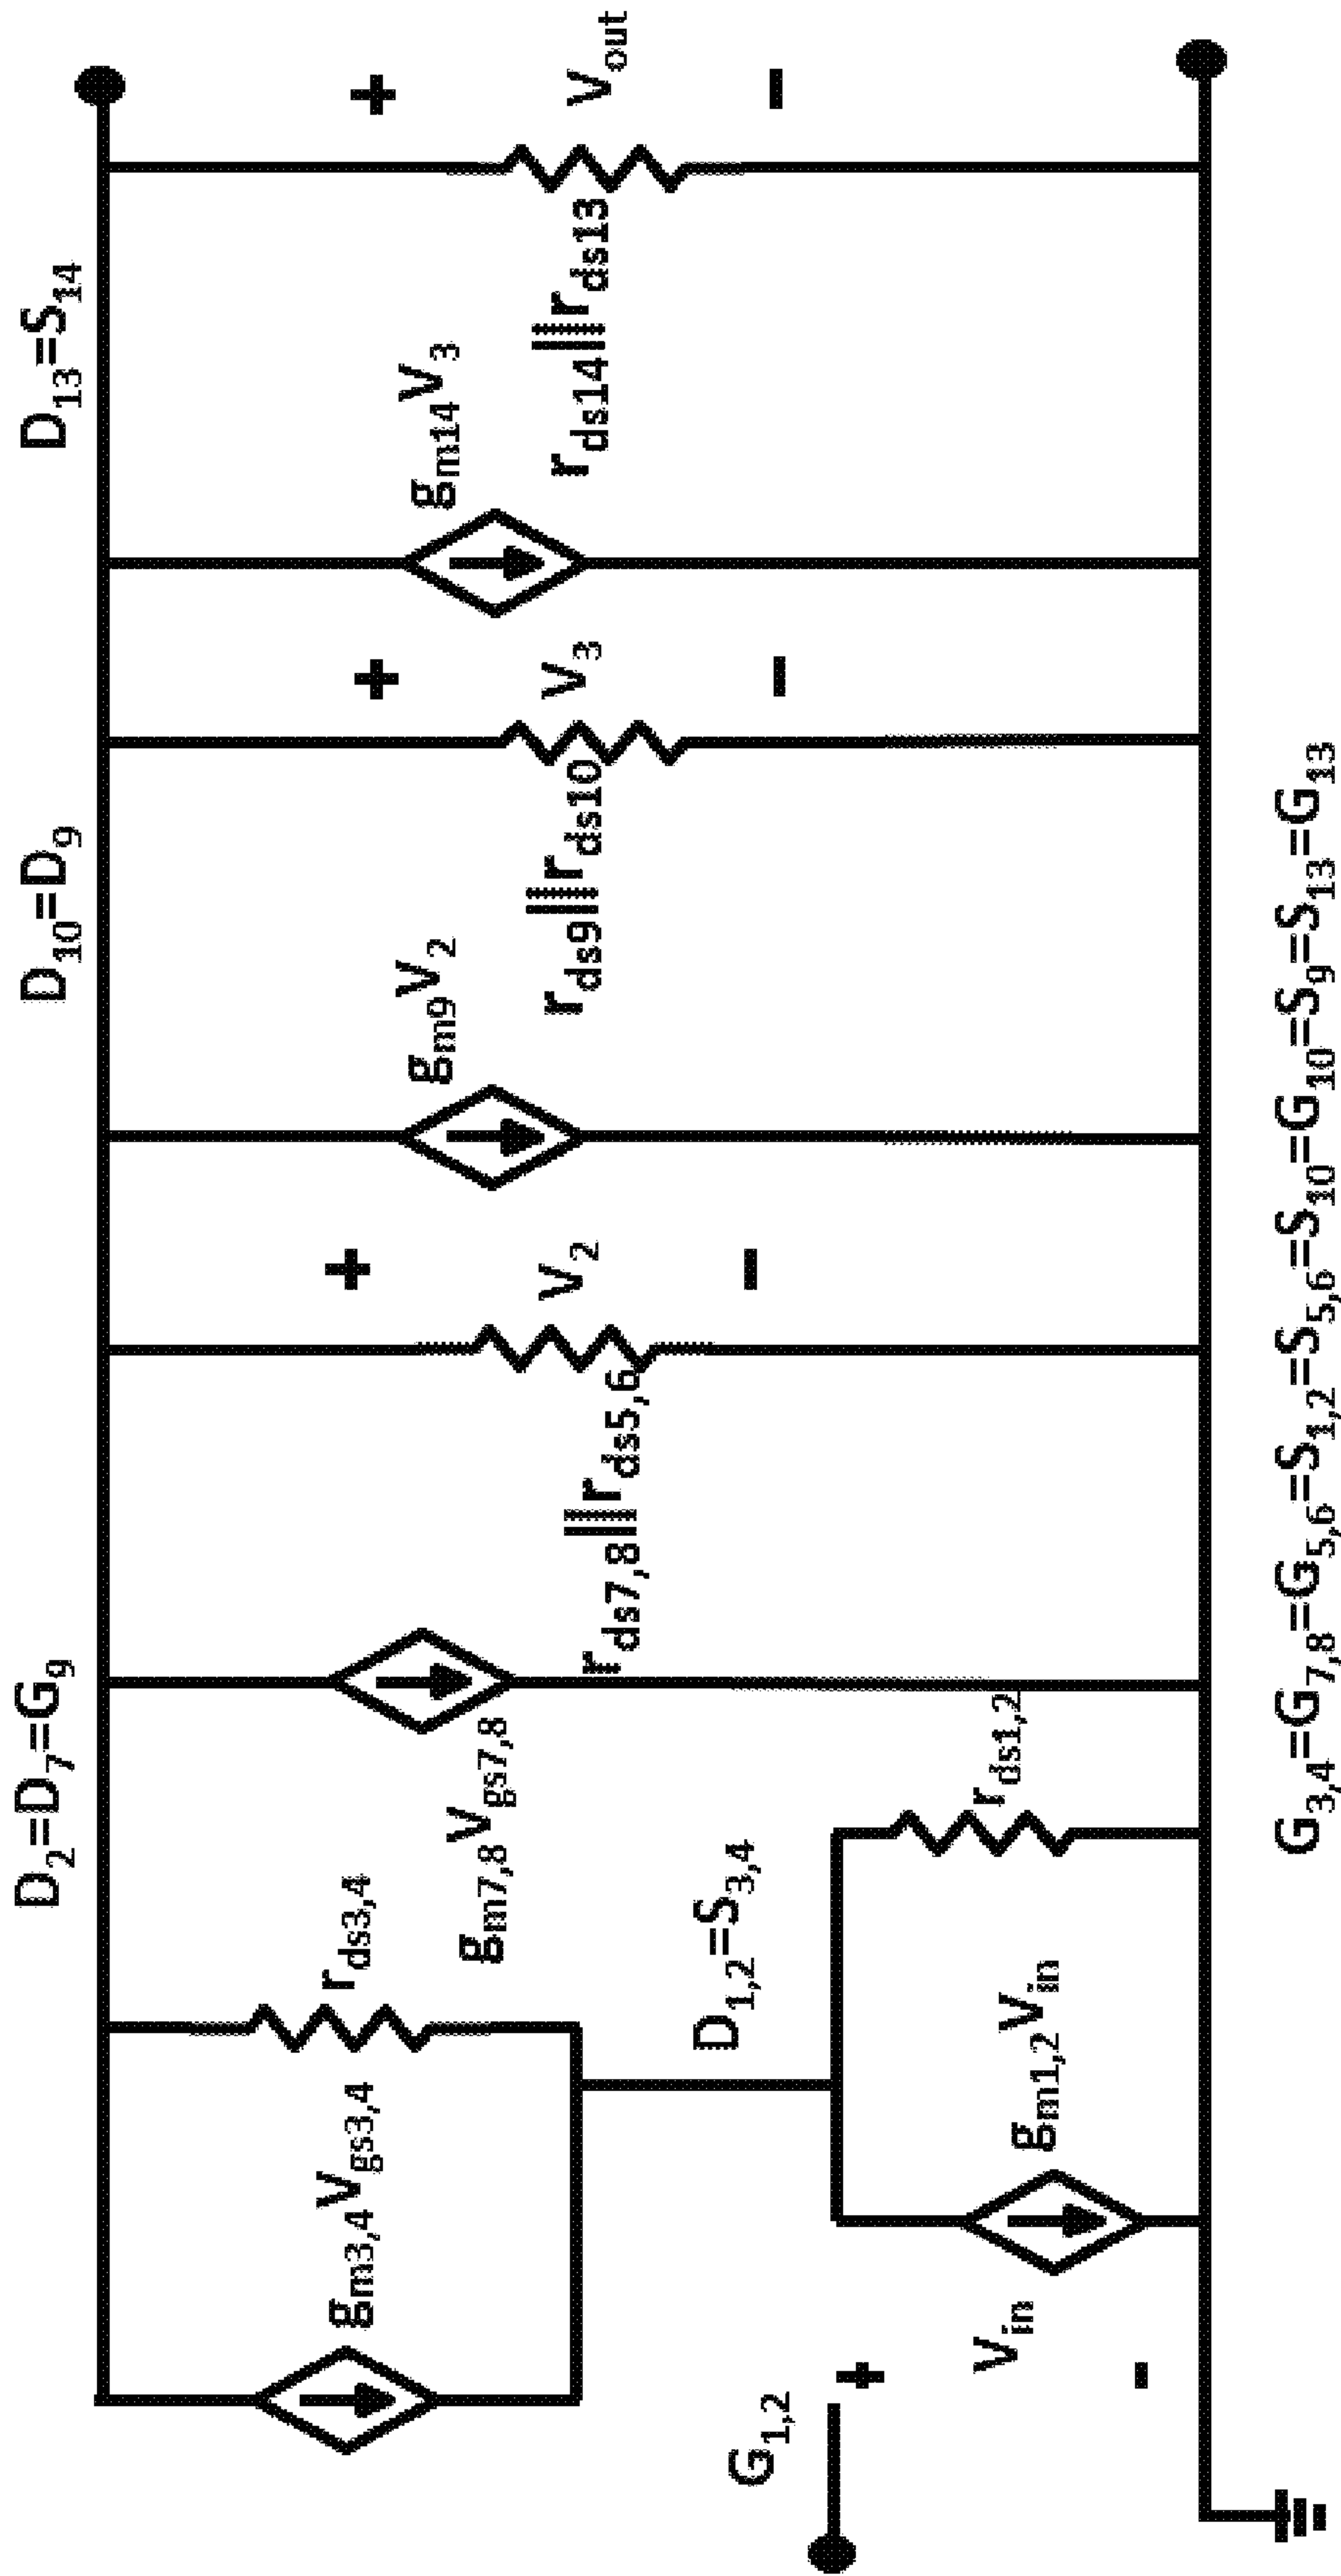 D2=D7=G9
D10=D9
D13=S14
gm3,4Vgs3,4
rds3,4
gm7,8Vgs7,8
rds7,8||rds5,6
+
V2
-
gm9V2
rds9||rds10
+
V3
-
gm14V3
rds14||rds13
+
Vout
-
D1,2=S3,4
G1,2
+
Vin
-
gm1,2Vin
rds1,2
G3,4=G7,8=G5,6=S1,2=S5,6=S10=G10=S9=S13=G13